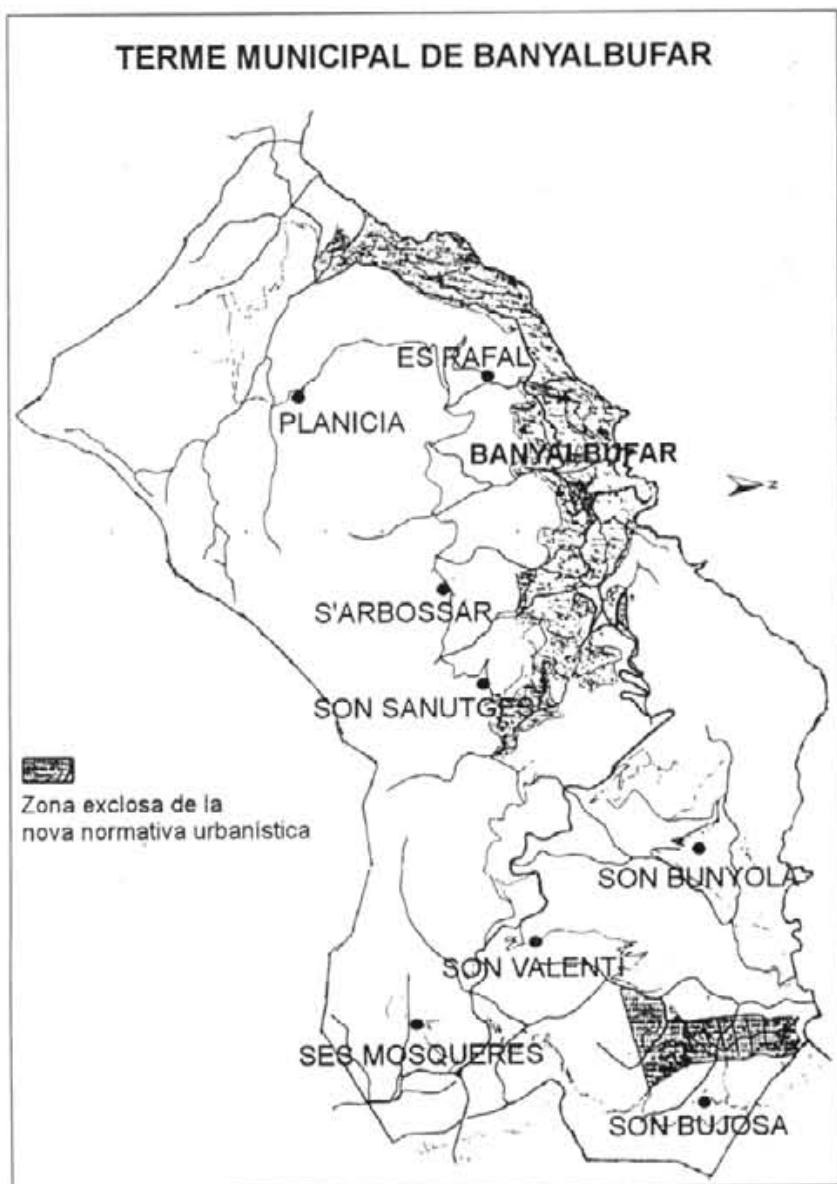 TERME MUNICIPAL DE BANYALBUFAR
ES RAFAL
PLANICIA
BANYALBUFAR
N
S'ARBOSSAR
SON SANUTGES
Zona exclosa de la
nova normativa urbanística
SON BUNYOLA
SON VALENTI
SES MOSQUERES
SON BUJOSA